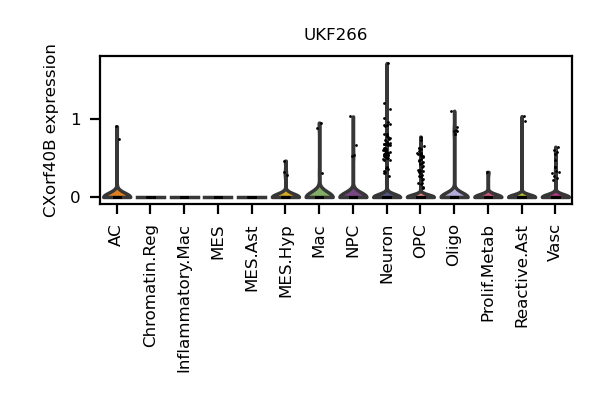 UKF266
CXorf40B expression
1
0
AC
Chromatin.Reg
Inflammatory.Mac
MES
MES.Ast
MES.Hyp
Mac
NPC
Neuron
OPC
Oligo
Prolif.Metab
Reactive.Ast
Vasc